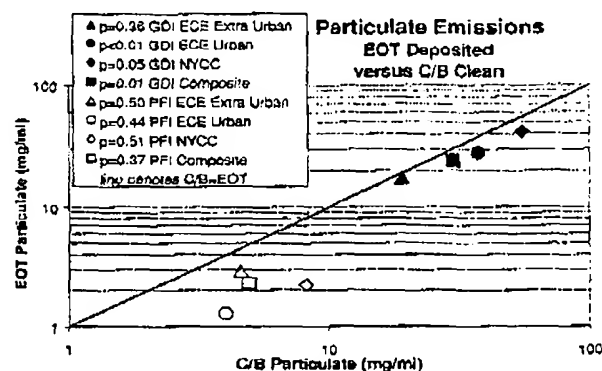 Particulate Emissions
EOT Deposited
versus C/B Clean
p=0.36 GDI ECE Extra Urban
p<0.01 GDI ECE Urban
p=0.05 GDI NYCC
p=0.01 GDI Composite
p=0.50 PFI ECE Extra Urban
p=0.44 PFI ECE Urban
p=0.51 PFI NYCC
p=0.37 PFI Composite
line denotes C/B=EOT
EOT Particulate (mg/mi)
100
10
1
1
10
100
C/B Particulate (mg/mi)